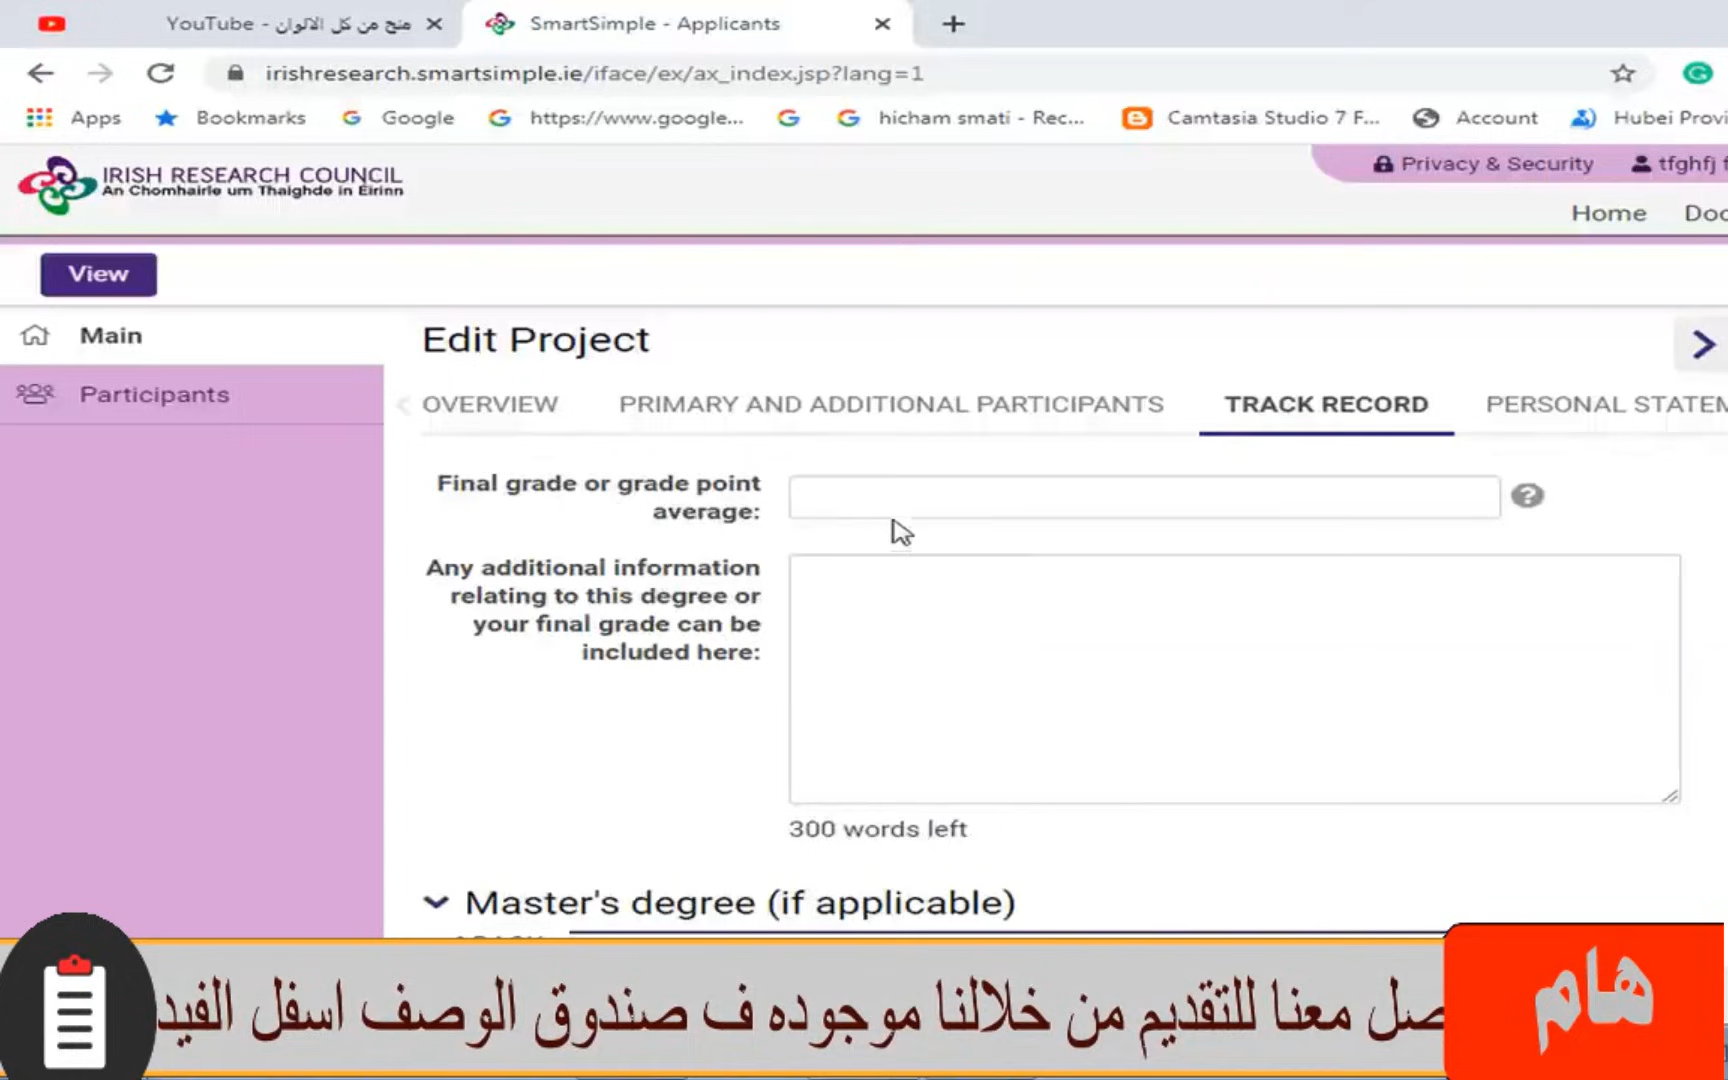 YouTube - منح من كل الالوان
SmartSimple - Applicants
irishresearch.smartsimple.ie/iface/ex/ax_index.jsp?lang=1
Apps
Bookmarks
Google
https://www.google...
hicham smati - Rec...
Camtasia Studio 7 F...
Account
Hubei Provi
IRISH RESEARCH COUNCIL
An Chomhairle um Thaighde in Éirinn
Privacy & Security
tfghfj f
Home
Doc
View
Main
Participants
Edit Project
OVERVIEW
PRIMARY AND ADDITIONAL PARTICIPANTS
TRACK RECORD
PERSONAL STATEM
Final grade or grade point
average:
Any additional information
relating to this degree or
your final grade can be
included here:
300 words left
Master's degree (if applicable)
صل معنا للتقديم من خلالنا موجوده ف صندوق الوصف اسفل الفيد
هام